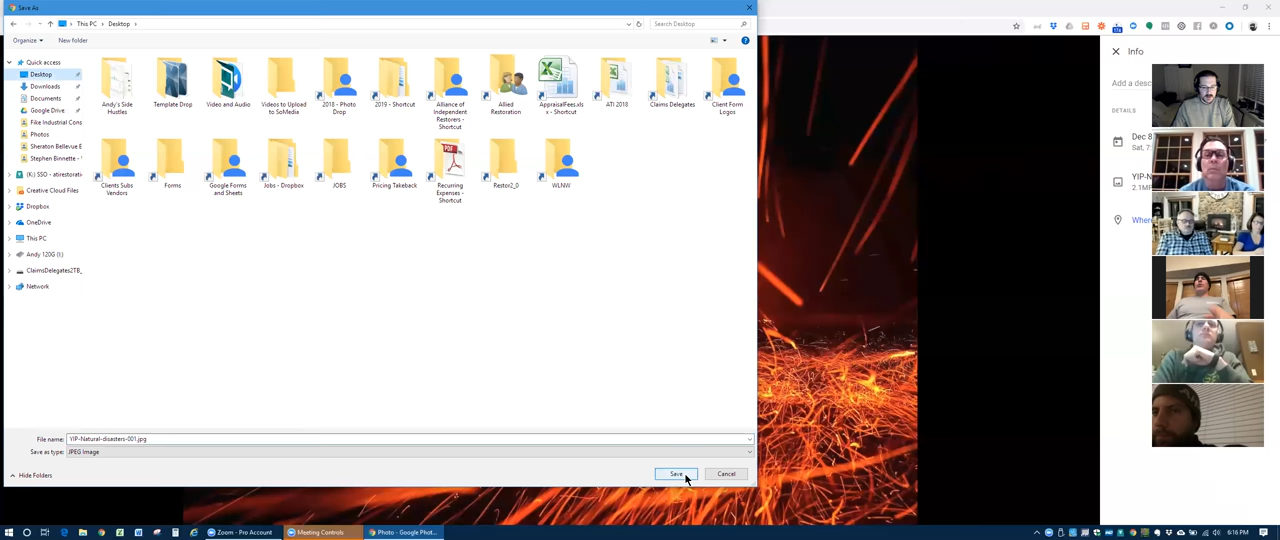 Save As
This PC
Desktop
Search Desktop
Organize
New folder
Quick access
Desktop
Downloads
Documents
Google Drive
Fike Industrial Cons
Photos
Sheraton Bellevue E
Stephen Binnette -
(K:) SSO - atirestorati
Creative Cloud Files
Dropbox
OneDrive
This PC
Andy 120G (I:)
ClaimsDelegates2TB_
Network
Andy's Side Hustles
Template Drop
Video and Audio
Videos to Upload to SoMedia
2018 - Photo Drop
2019 - Shortcut
Alliance of Independent Restorers - Shortcut
Allied Restoration
AppraisalFees.xlsx - Shortcut
ATI 2018
Claims Delegates
Client Form Logos
Clients Subs Vendors
Forms
Google Forms and Sheets
Jobs - Dropbox
JOBS
Pricing Takeback
PDF
Recurring Expenses - Shortcut
Restor2_0
WLNW
File name: YIP-Natural-disasters-001.jpg
Save as type: JPEG Image
Hide Folders
Save
Cancel
Info
Add a desc
DETAILS
Dec 8
Sat, 7:
YIP-N
2.1MP
Where
Zoom - Pro Account
Meeting Controls
Photo - Google Phot...
6:16 PM